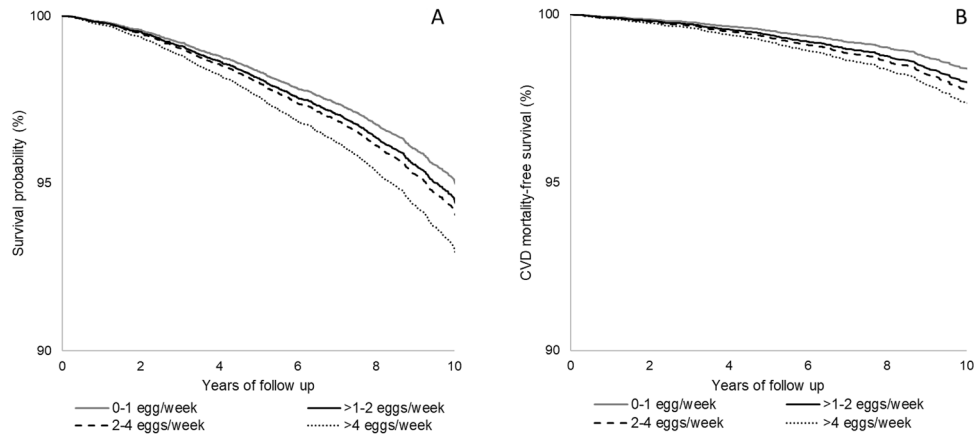 A
Survival probability (%)
100
95
90
0 2 4 6 8 10
Years of follow up
0-1 egg/week
>1-2 eggs/week
2-4 eggs/week
>4 eggs/week
B
CVD mortality-free survival (%)
100
95
90
0 2 4 6 8 10
Years of follow up
0-1 egg/week
>1-2 eggs/week
2-4 eggs/week
>4 eggs/week